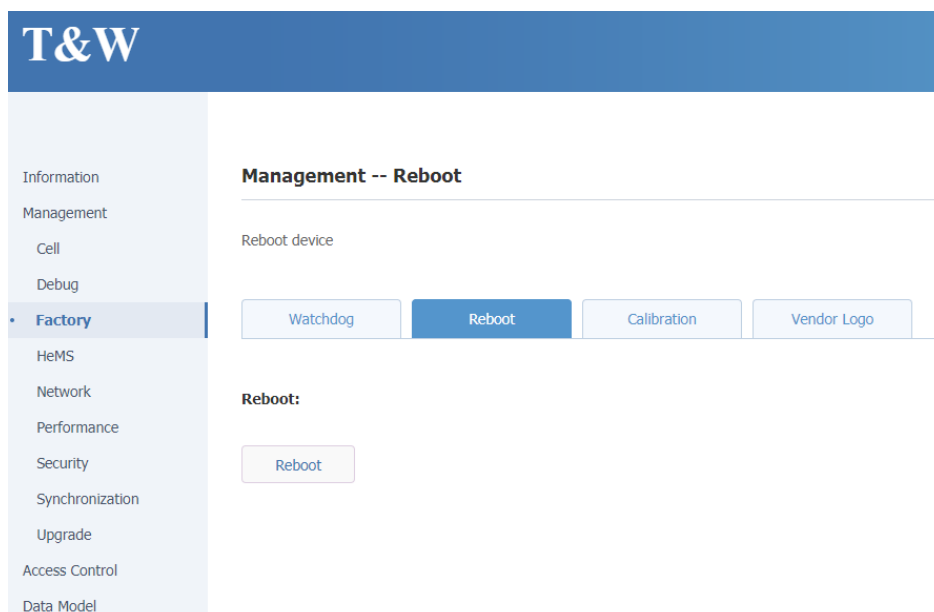 T&W
Information
Management
Cell
Debug
Factory
HeMS
Network
Performance
Security
Synchronization
Upgrade
Access Control
Data Model
Management -- Reboot
Reboot device
Watchdog Reboot Calibration Vendor Logo
Reboot:
Reboot